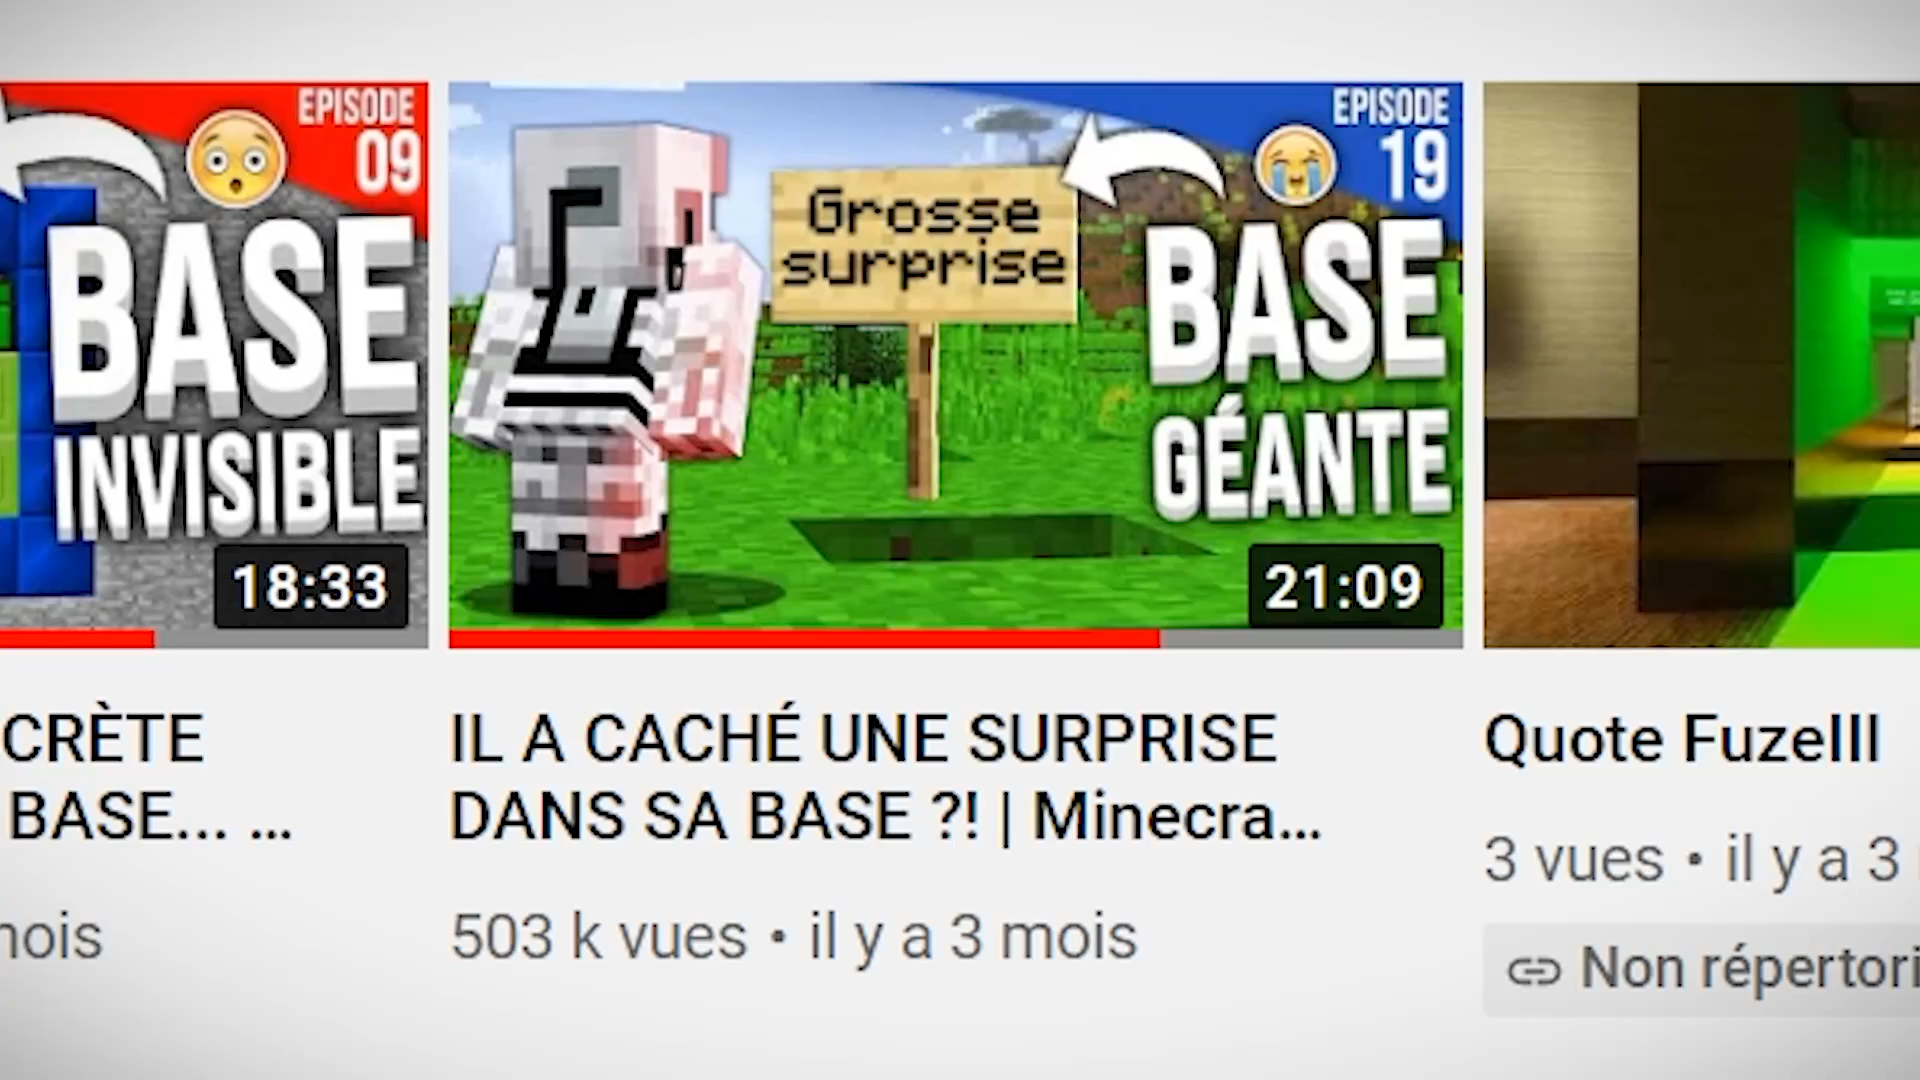 EPISODE
09
BASE
INVISIBLE
18:33
CRÈTE
BASE... ...
mois
EPISODE
19
Grosse
surprise
BASE
GÉANTE
21:09
IL A CACHÉ UNE SURPRISE
DANS SA BASE ?! | Minecra...
503 k vues • il y a 3 mois
Quote FuzeIII
3 vues • il y a 3
Non répertori